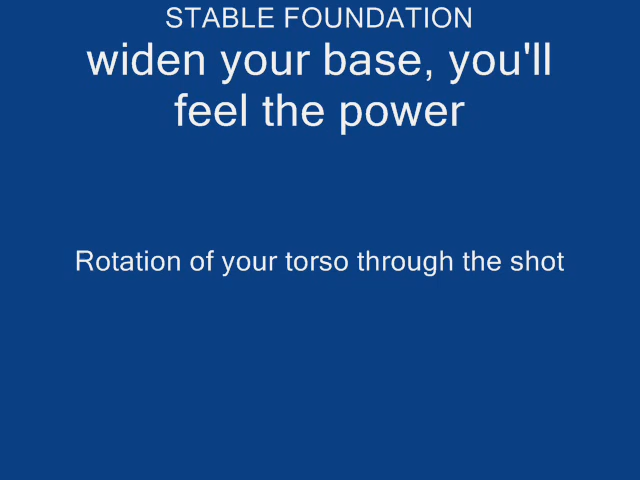 STABLE FOUNDATION
widen your base, you'll
feel the power
Rotation of your torso through the shot